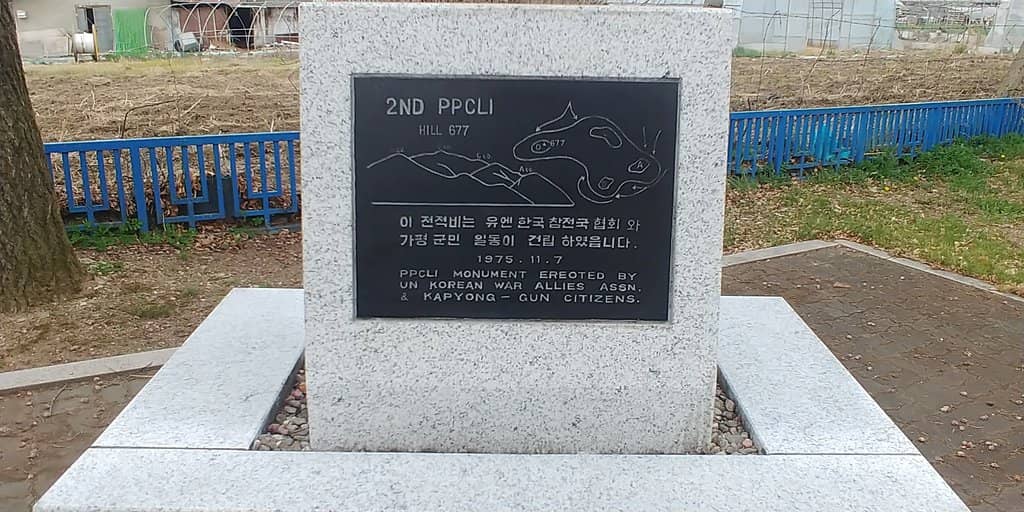 2ND PPCLI
HILL 677
677
D
A
이 전적비는 유엔 한국 참전국 협회 와
가평 군민 일동이 건립 하였읍니다.
1975.11.7
PPCLI MONUMENT EREOTED BY
UN KOREAN WAR ALLIES ASSN.
& KAPYONG - GUN CITIZENS.